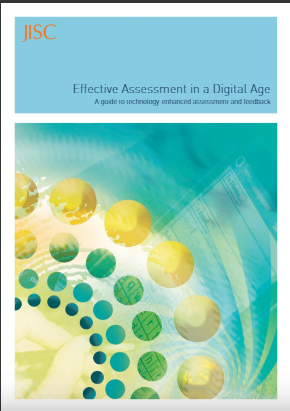 JISC
Effective Assessment in a Digital Age
A guide to technology-enhanced assessment and feedback